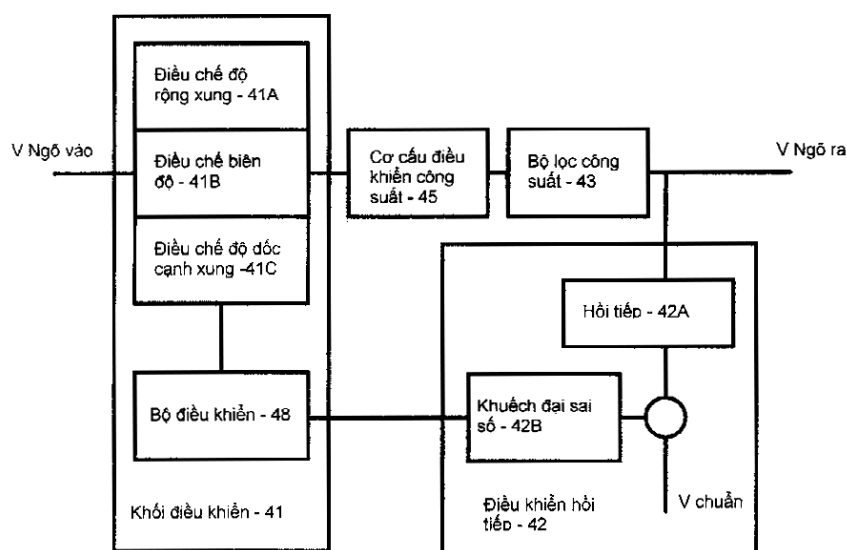 Điều chế độ
rộng xung - 41A
V Ngõ vào
Điều chế biên
độ - 41B
Cơ cấu điều
khiển công
suất - 45
Bộ lọc công
suất - 43
V Ngõ ra
Điều chế độ dốc
cạnh xung -41C
Hồi tiếp - 42A
Bộ điều khiển - 48
Khuếch đại sai
số - 42B
Khối điều khiển - 41
Điều khiển hồi
tiếp - 42
V chuẩn